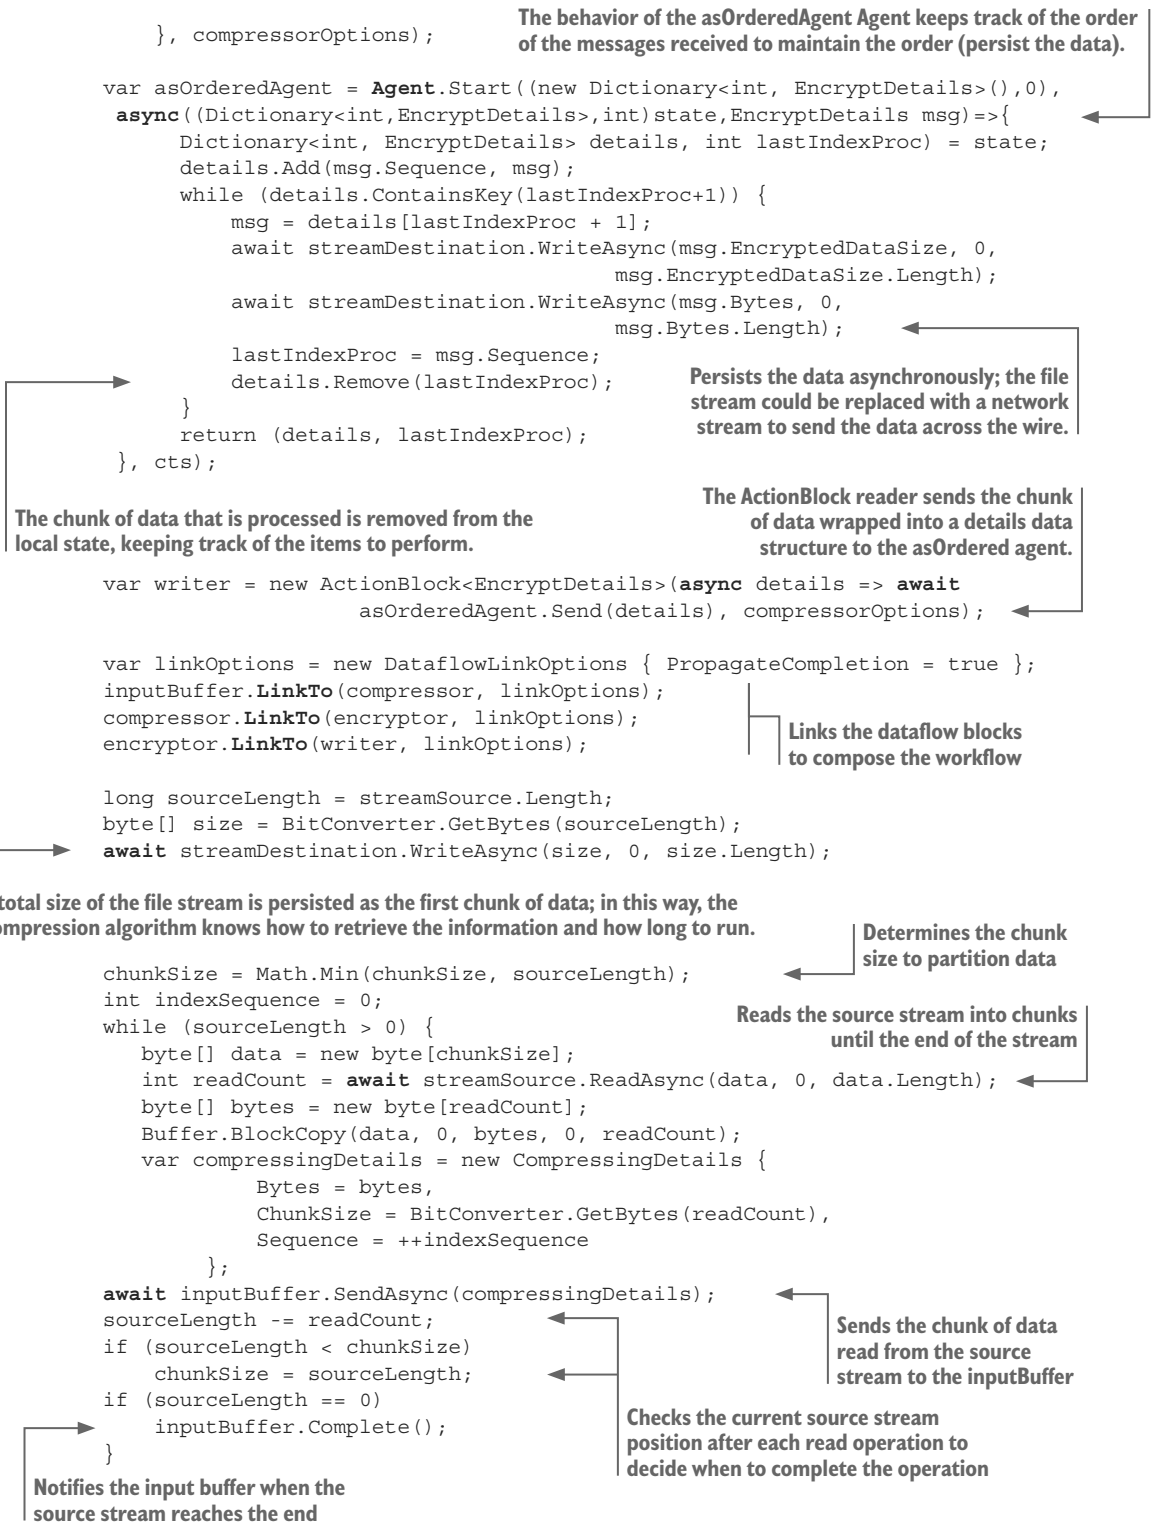 The behavior of the asOrderedAgent Agent keeps track of the order
of the messages received to maintain the order (persist the data).
}, compressorOptions);
var asOrderedAgent = Agent.Start((new Dictionary<int, EncryptDetails>(),0),
async((Dictionary<int,EncryptDetails>,int)state,EncryptDetails msg)=>{
Dictionary<int, EncryptDetails> details, int lastIndexProc) = state;
details.Add(msg.Sequence, msg);
while (details.ContainsKey(lastIndexProc+1)) {
msg = details[lastIndexProc + 1];
await streamDestination.WriteAsync(msg.EncryptedDataSize, 0,
msg.EncryptedDataSize.Length);
await streamDestination.WriteAsync(msg.Bytes, 0,
msg.Bytes.Length);
lastIndexProc = msg.Sequence;
details.Remove(lastIndexProc);
}
return (details, lastIndexProc);
}, cts);
Persists the data asynchronously; the file
stream could be replaced with a network
stream to send the data across the wire.
The chunk of data that is processed is removed from the
local state, keeping track of the items to perform.
The ActionBlock reader sends the chunk
of data wrapped into a details data
structure to the asOrdered agent.
var writer = new ActionBlock<EncryptDetails>(async details => await
asOrderedAgent.Send(details), compressorOptions);
var linkOptions = new DataflowLinkOptions { PropagateCompletion = true };
inputBuffer.LinkTo(compressor, linkOptions);
compressor.LinkTo(encryptor, linkOptions);
encryptor.LinkTo(writer, linkOptions);
Links the dataflow blocks
to compose the workflow
long sourceLength = streamSource.Length;
byte[] size = BitConverter.GetBytes(sourceLength);
await streamDestination.WriteAsync(size, 0, size.Length);
total size of the file stream is persisted as the first chunk of data; in this way, the
ompression algorithm knows how to retrieve the information and how long to run.
Determines the chunk
size to partition data
chunkSize = Math.Min(chunkSize, sourceLength);
int indexSequence = 0;
while (sourceLength > 0) {
byte[] data = new byte[chunkSize];
int readCount = await streamSource.ReadAsync(data, 0, data.Length);
byte[] bytes = new byte[readCount];
Buffer.BlockCopy(data, 0, bytes, 0, readCount);
var compressingDetails = new CompressingDetails {
Bytes = bytes,
ChunkSize = BitConverter.GetBytes(readCount),
Sequence = ++indexSequence
};
Reads the source stream into chunks
until the end of the stream
await inputBuffer.SendAsync(compressingDetails);
sourceLength -= readCount;
if (sourceLength < chunkSize)
chunkSize = sourceLength;
if (sourceLength == 0)
inputBuffer.Complete();
}
Sends the chunk of data
read from the source
stream to the inputBuffer
Checks the current source stream
position after each read operation to
decide when to complete the operation
Notifies the input buffer when the
source stream reaches the end